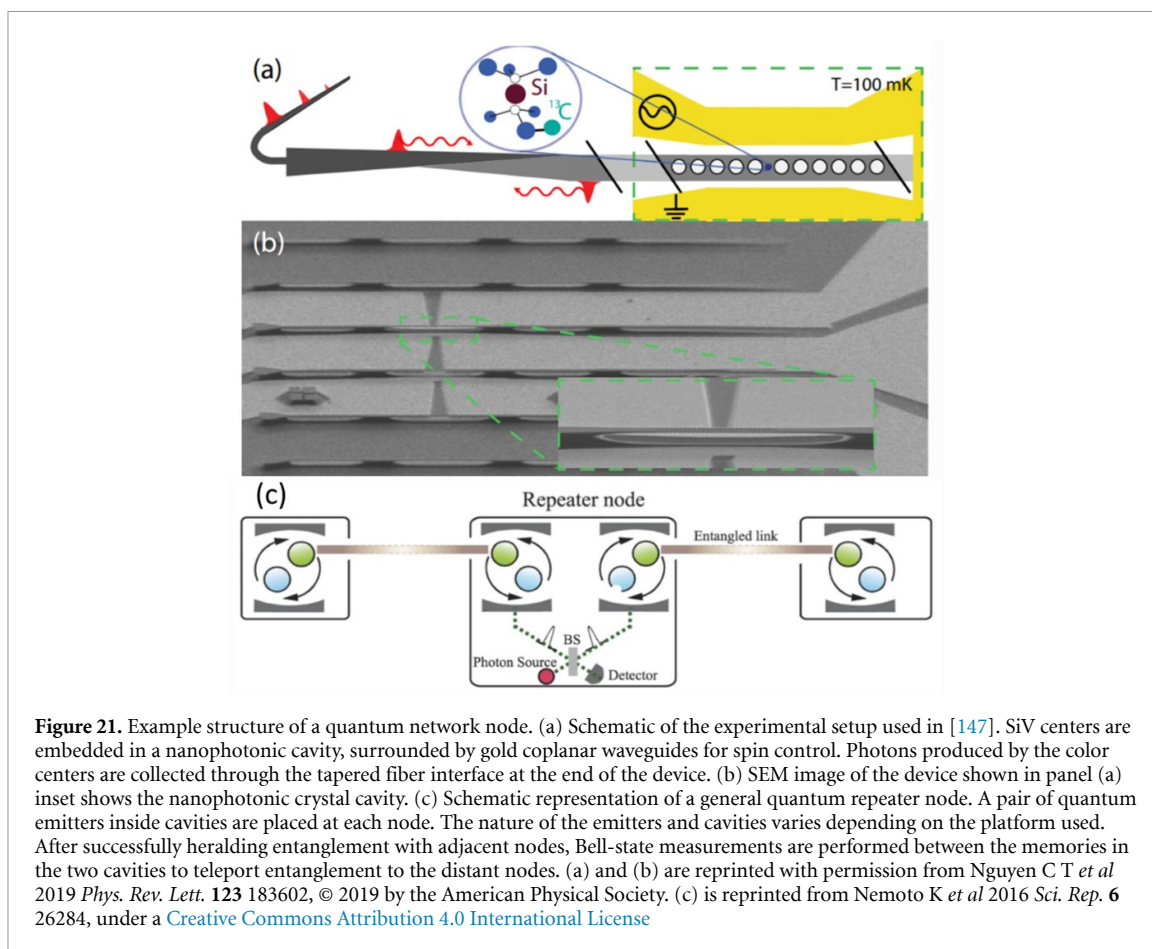 (a)
Si
¹³C
T=100 mK
(b)
(c)
Repeater node
Entangled link
BS
Photon Source
Detector
Figure 21. Example structure of a quantum network node. (a) Schematic of the experimental setup used in [147]. SiV centers are
embedded in a nanophotonic cavity, surrounded by gold coplanar waveguides for spin control. Photons produced by the color
centers are collected through the tapered fiber interface at the end of the device. (b) SEM image of the device shown in panel (a)
inset shows the nanophotonic crystal cavity. (c) Schematic representation of a general quantum repeater node. A pair of quantum
emitters inside cavities are placed at each node. The nature of the emitters and cavities varies depending on the platform used.
After successfully heralding entanglement with adjacent nodes, Bell-state measurements are performed between the memories in
the two cavities to teleport entanglement to the distant nodes. (a) and (b) are reprinted with permission from Nguyen C T et al
2019 Phys. Rev. Lett. 123 183602, © 2019 by the American Physical Society. (c) is reprinted from Nemoto K et al 2016 Sci. Rep. 6
26284, under a Creative Commons Attribution 4.0 International License